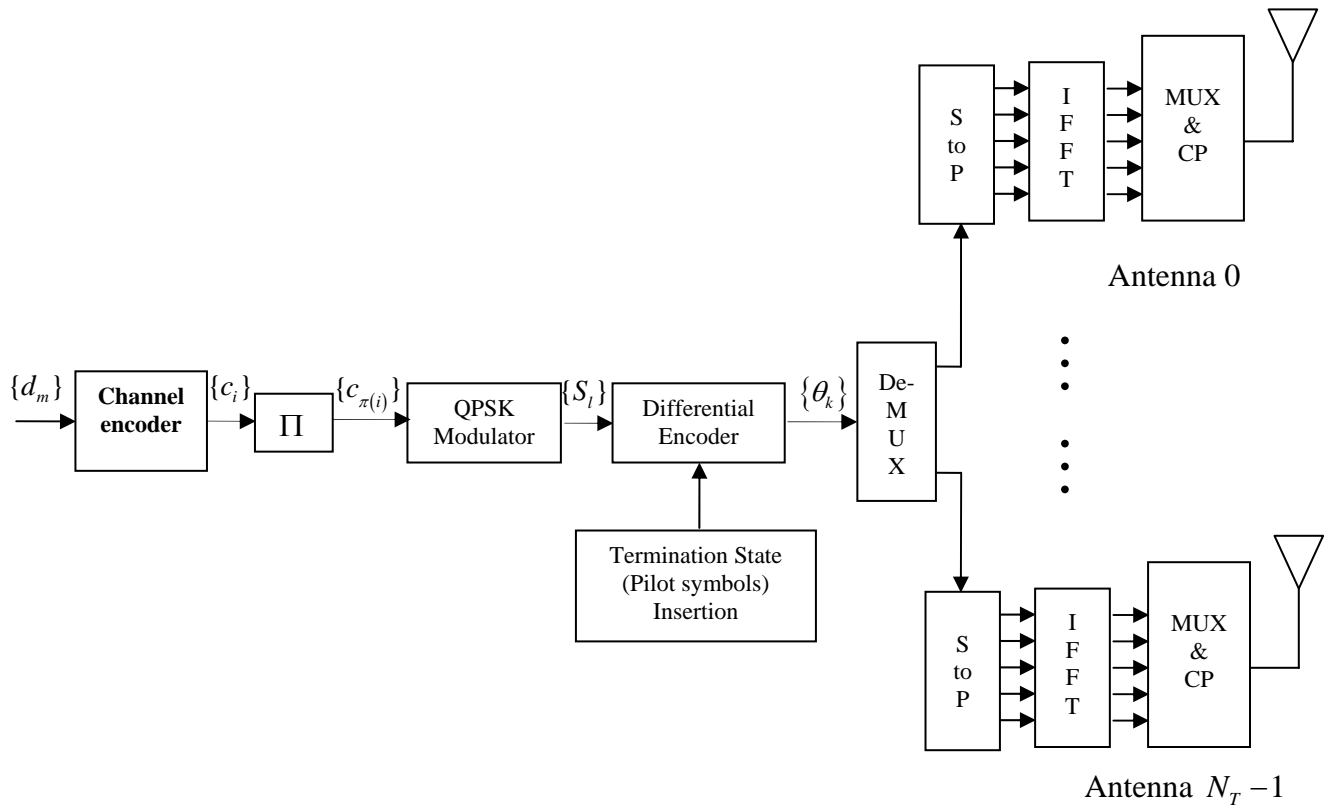 S
to
P
I
F
F
T
MUX
&
CP
Antenna 0
{d_m}
Channel
encoder
{c_i}
Π
{c_{π(i)}}
QPSK
Modulator
{S_l}
Differential
Encoder
{θ_k}
De-
M
U
X
Termination State
(Pilot symbols)
Insertion
S
to
P
I
F
F
T
MUX
&
CP
Antenna N_T −1